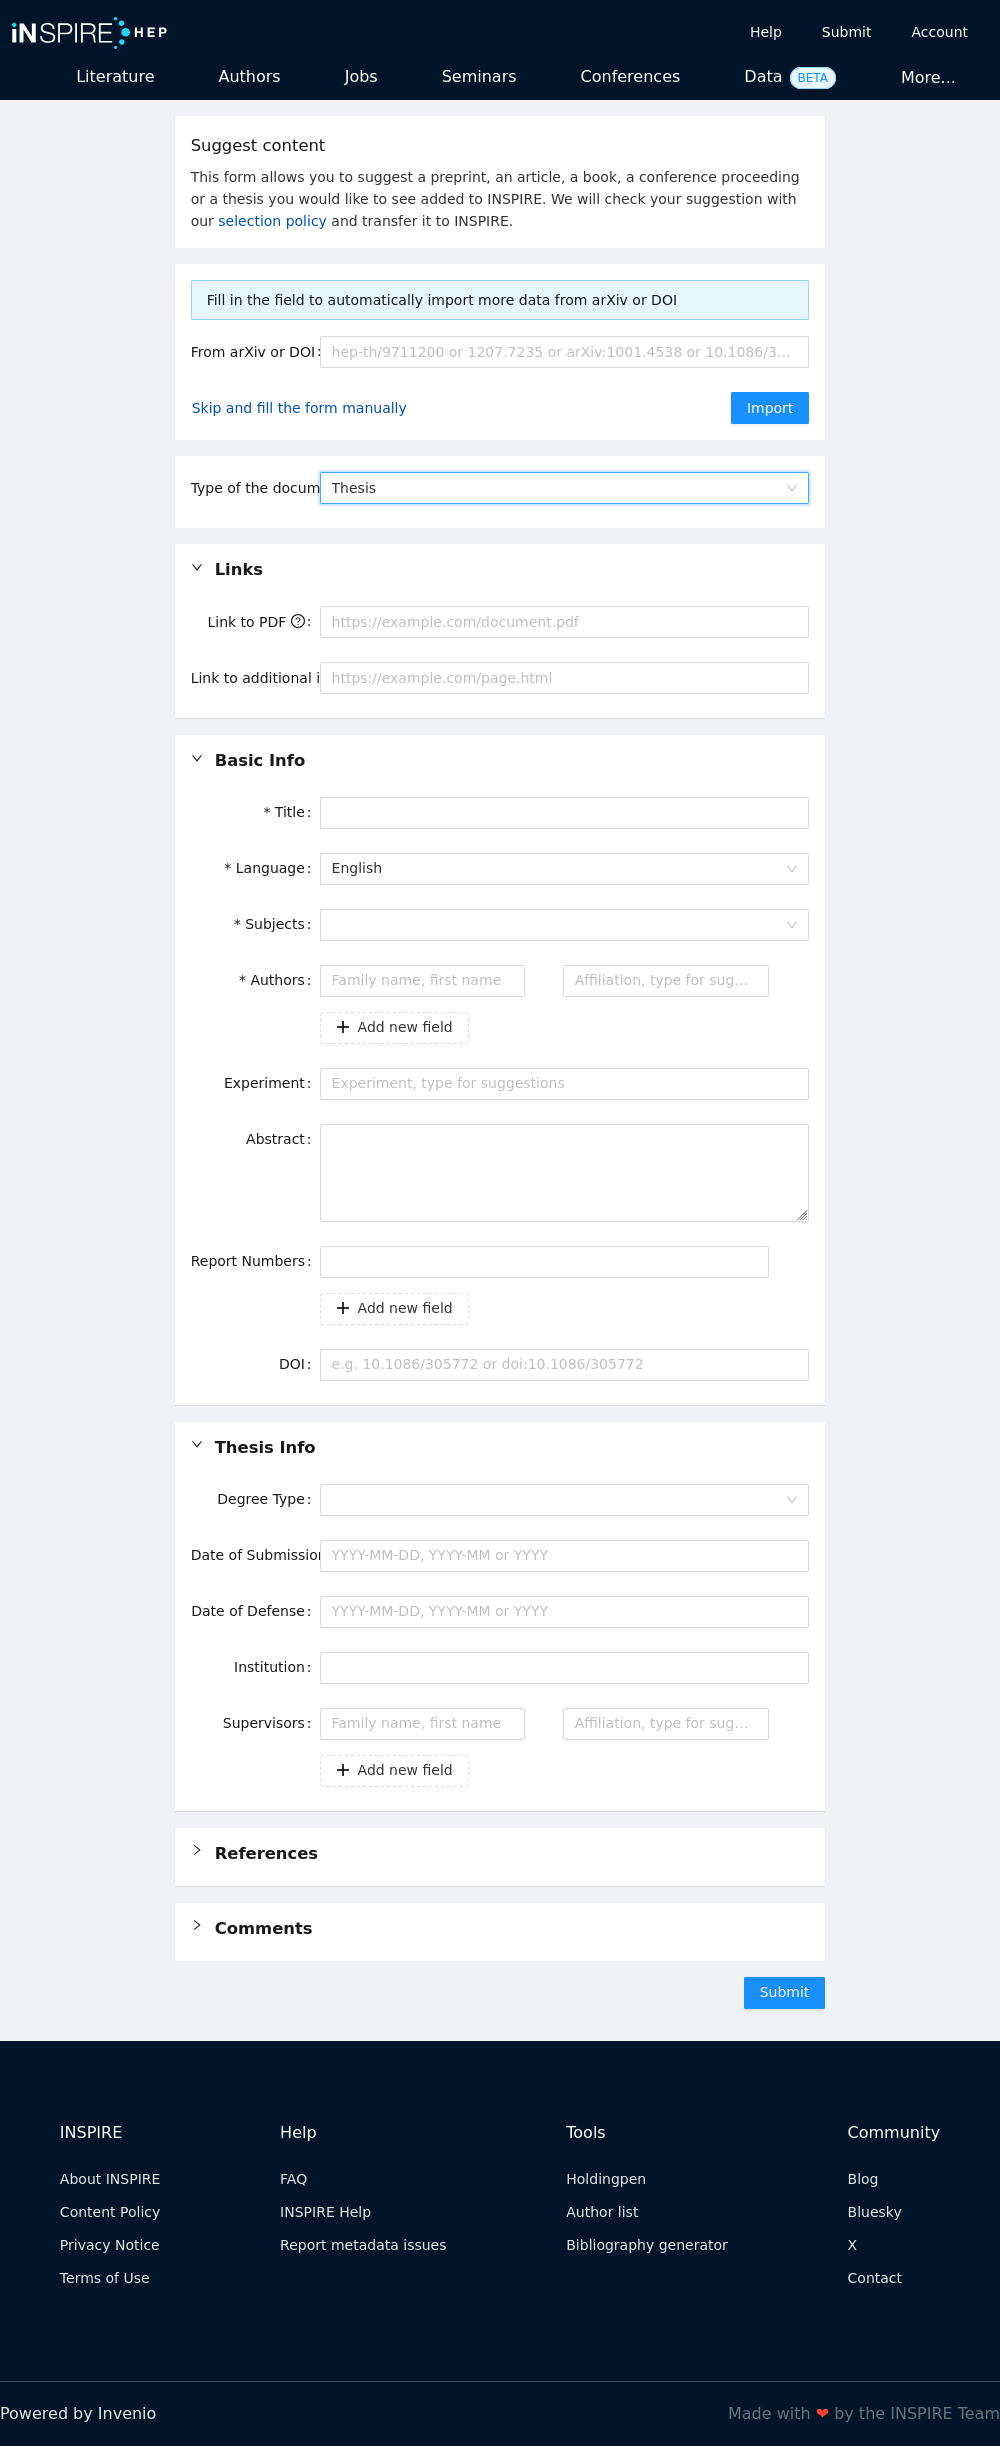 iNSPIRE HEP
Help Submit Account
Literature Authors Jobs Seminars Conferences Data BETA More...
Suggest content
This form allows you to suggest a preprint, an article, a book, a conference proceeding
or a thesis you would like to see added to INSPIRE. We will check your suggestion with
our selection policy and transfer it to INSPIRE.
Fill in the field to automatically import more data from arXiv or DOI
From arXiv or DOI: hep-th/9711200 or 1207.7235 or arXiv:1001.4538 or 10.1086/3...
Skip and fill the form manually Import
Type of the docum Thesis
Links
Link to PDF ?: https://example.com/document.pdf
Link to additional i https://example.com/page.html
Basic Info
* Title:
* Language: English
* Subjects:
* Authors: Family name, first name Affiliation, type for sug...
+ Add new field
Experiment: Experiment, type for suggestions
Abstract:
Report Numbers:
+ Add new field
DOI: e.g. 10.1086/305772 or doi:10.1086/305772
Thesis Info
Degree Type:
Date of Submission YYYY-MM-DD, YYYY-MM or YYYY
Date of Defense: YYYY-MM-DD, YYYY-MM or YYYY
Institution:
Supervisors: Family name, first name Affiliation, type for sug...
+ Add new field
References
Comments
Submit
INSPIRE Help Tools Community
About INSPIRE FAQ Holdingpen Blog
Content Policy INSPIRE Help Author list Bluesky
Privacy Notice Report metadata issues Bibliography generator X
Terms of Use Contact
Powered by Invenio Made with ❤ by the INSPIRE Team